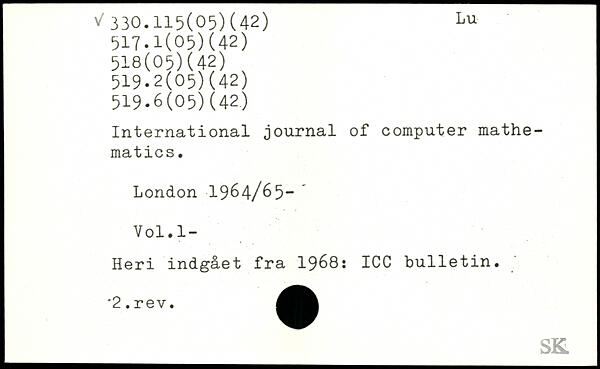 √ 330.115(05)(42) Lu
517.1(05)(42)
518(05)(42)
519.2(05)(42)
519.6(05)(42)
International journal of computer mathe-
matics.
London 1964/65-
Vol.1-
Heri indgået fra 1968: ICC bulletin.
2.rev.
SK